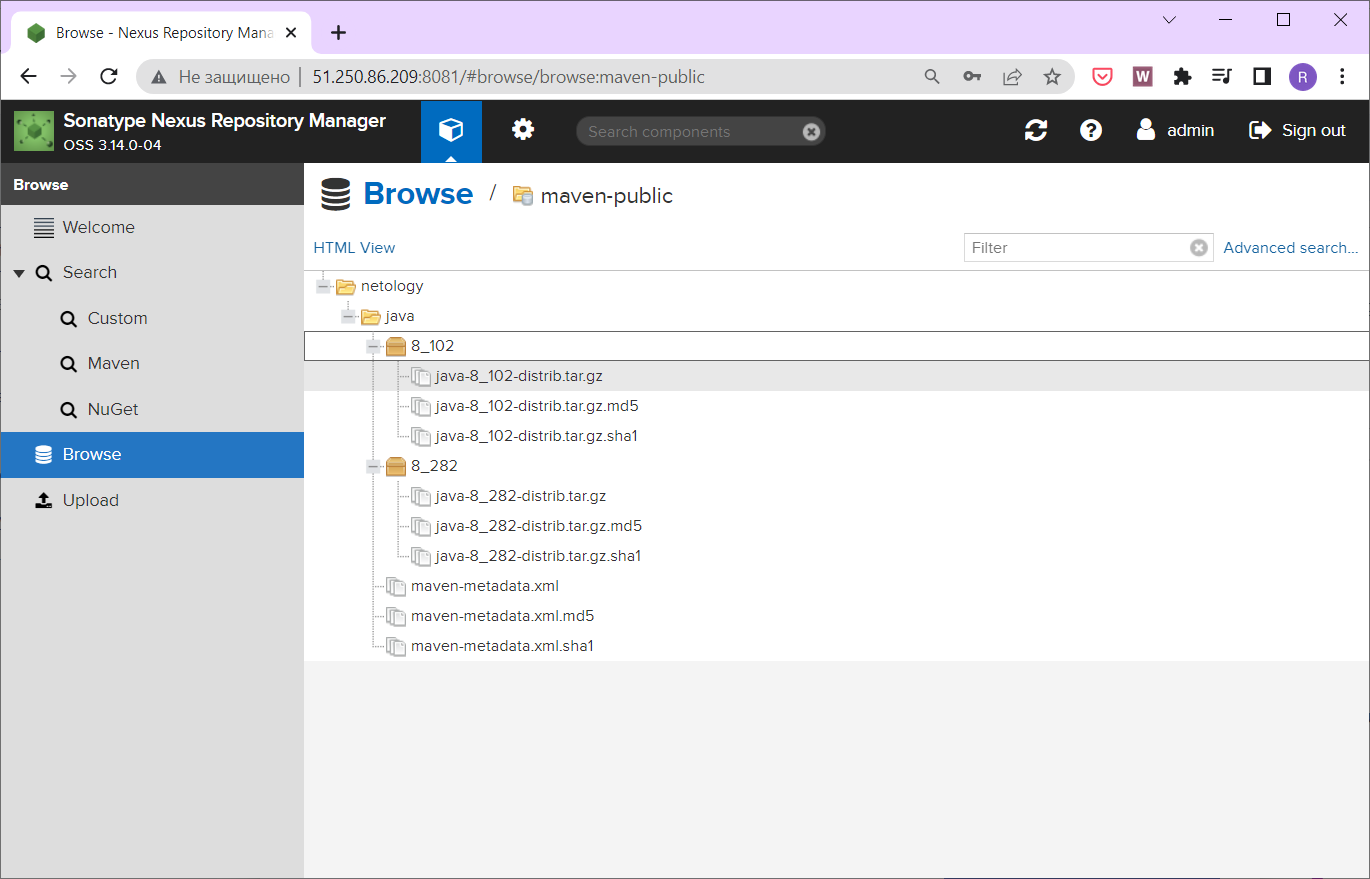 Browse - Nexus Repository Mana
Не защищено 51.250.86.209:8081/#browse/browse:maven-public
W
R
Sonatype Nexus Repository Manager
OSS 3.14.0-04
Search components
admin
Sign out
Browse
Welcome
Search
Custom
Maven
NuGet
Browse
Upload
Browse / maven-public
HTML View
Filter
Advanced search...
netology
java
8_102
java-8_102-distrib.tar.gz
java-8_102-distrib.tar.gz.md5
java-8_102-distrib.tar.gz.sha1
8_282
java-8_282-distrib.tar.gz
java-8_282-distrib.tar.gz.md5
java-8_282-distrib.tar.gz.sha1
maven-metadata.xml
maven-metadata.xml.md5
maven-metadata.xml.sha1